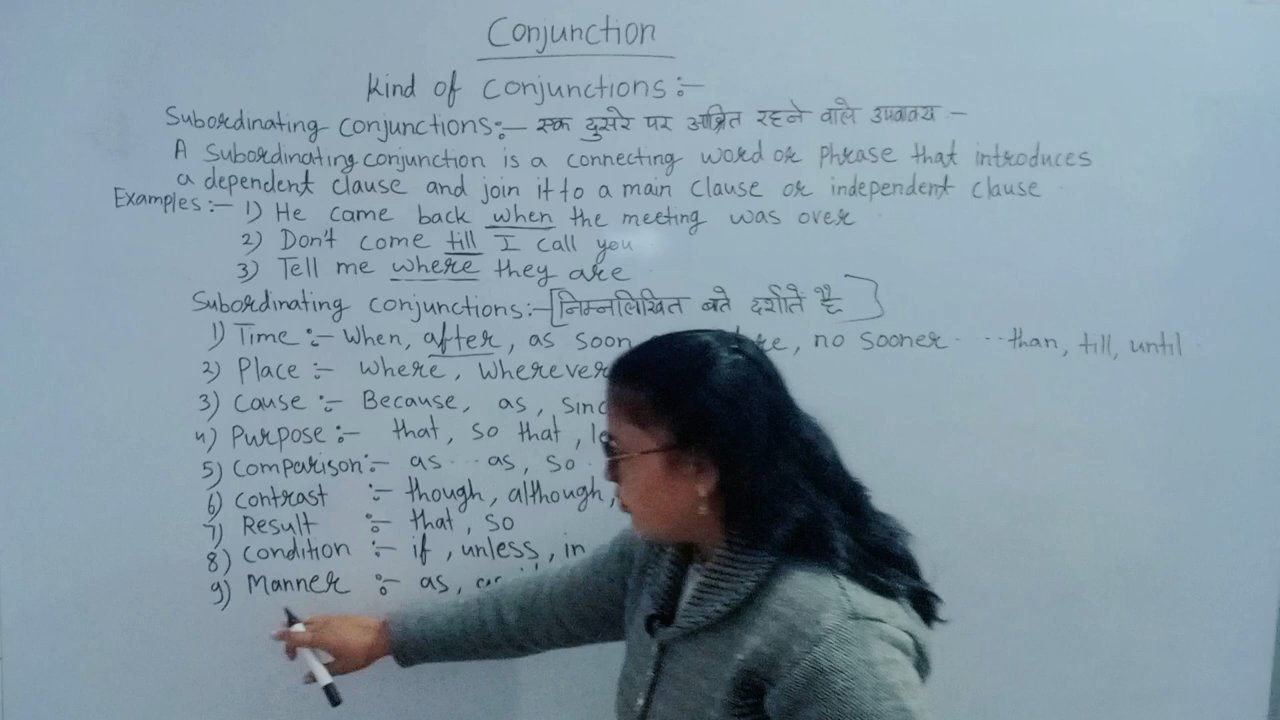 Conjunction
Kind of Conjunctions:-
Subordinating Conjunctions:- एक दुसरे पर आश्रित रहने वाले उपवाक्य -
A Subordinating conjunction is a connecting word or phrase that introduces
a dependent clause and join it to a main clause or independent clause
Examples:- 1) He came back when the meeting was over
2) Don't come till I call you
3) Tell me where they are
Subordinating Conjunctions:- [निम्नलिखित बाते दर्शाते है]
1) Time :- When, after, as soon , no sooner ... than, till, until
2) Place :- Where, Wherever
3) Cause :- Because, as,
4) Purpose :- that, so that,
5) Comparison :- as ... as, so
6) Contrast :- though, although,
7) Result :- that, so
8) Condition :- if, unless, in
9) Manner :- as,